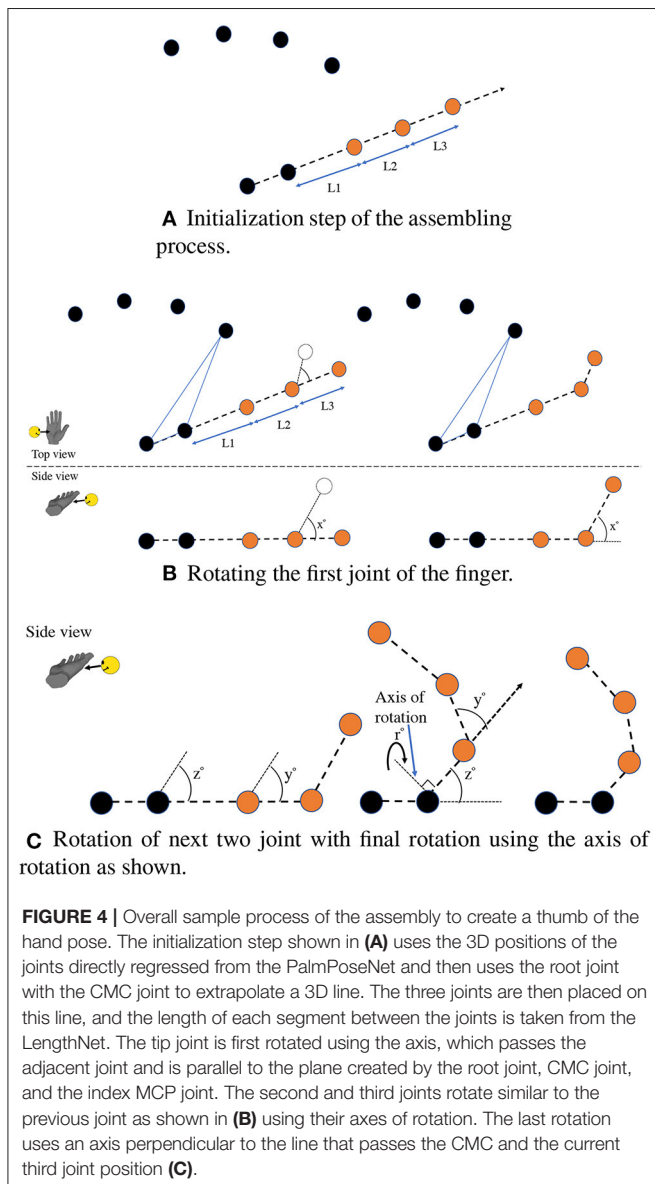 L1
L2
L3
A Initialization step of the assembling
process.
L1
L2
L3
Top view
Side view
x°
x°
B Rotating the first joint of the finger.
Side view
Axis of
rotation
r°
y°
z°
y°
z°
C Rotation of next two joint with final rotation using the axis of
rotation as shown.
FIGURE 4 | Overall sample process of the assembly to create a thumb of the
hand pose. The initialization step shown in (A) uses the 3D positions of the
joints directly regressed from the PalmPoseNet and then uses the root joint
with the CMC joint to extrapolate a 3D line. The three joints are then placed on
this line, and the length of each segment between the joints is taken from the
LengthNet. The tip joint is first rotated using the axis, which passes the
adjacent joint and is parallel to the plane created by the root joint, CMC joint,
and the index MCP joint. The second and third joints rotate similar to the
previous joint as shown in (B) using their axes of rotation. The last rotation
uses an axis perpendicular to the line that passes the CMC and the current
third joint position (C).